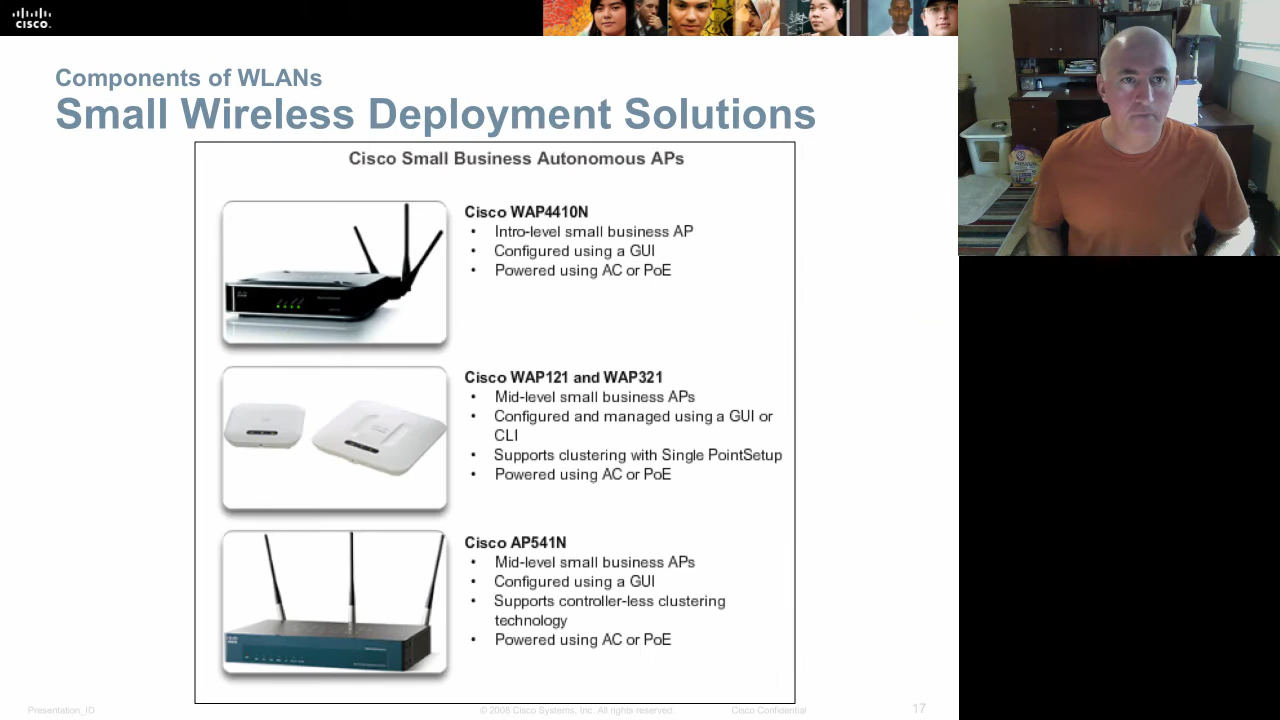 CISCO.
Components of WLANs
Small Wireless Deployment Solutions
Cisco Small Business Autonomous APs
Cisco WAP4410N
• Intro-level small business AP
• Configured using a GUI
• Powered using AC or PoE
Cisco WAP121 and WAP321
• Mid-level small business APs
• Configured and managed using a GUI or
CLI
• Supports clustering with Single PointSetup
• Powered using AC or PoE
Cisco AP541N
• Mid-level small business APs
• Configured using a GUI
• Supports controller-less clustering
technology
• Powered using AC or PoE
Presentation_ID
© 2008 Cisco Systems, Inc. All rights reserved.
Cisco Confidential
17